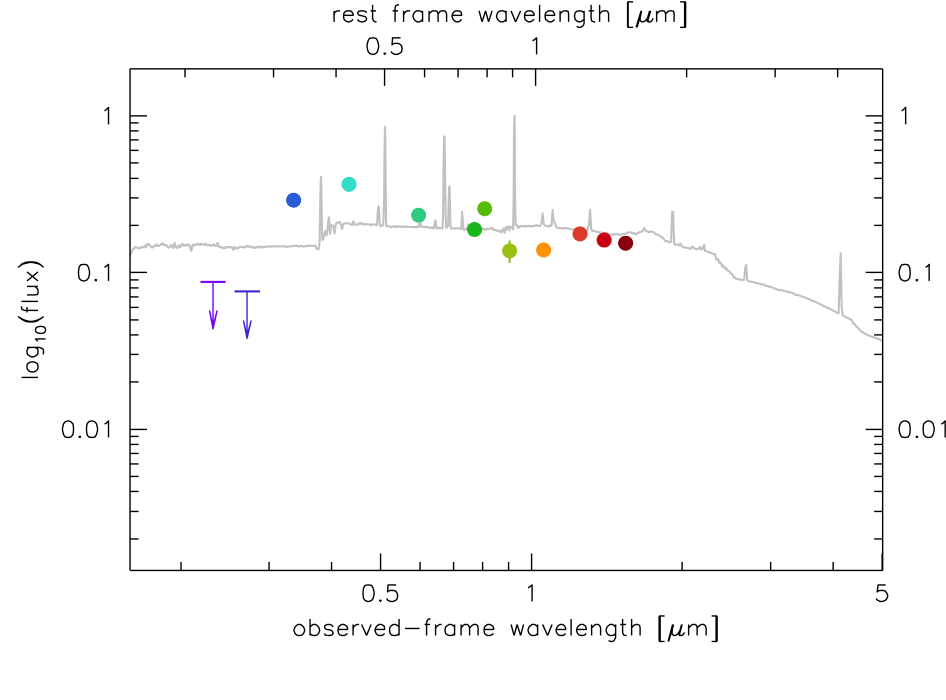 rest frame wavelength [μm]
0.5 1
1 1
0.1 0.1
log10(flux)
0.01 0.01
0.5 1 5
observed-frame wavelength [μm]